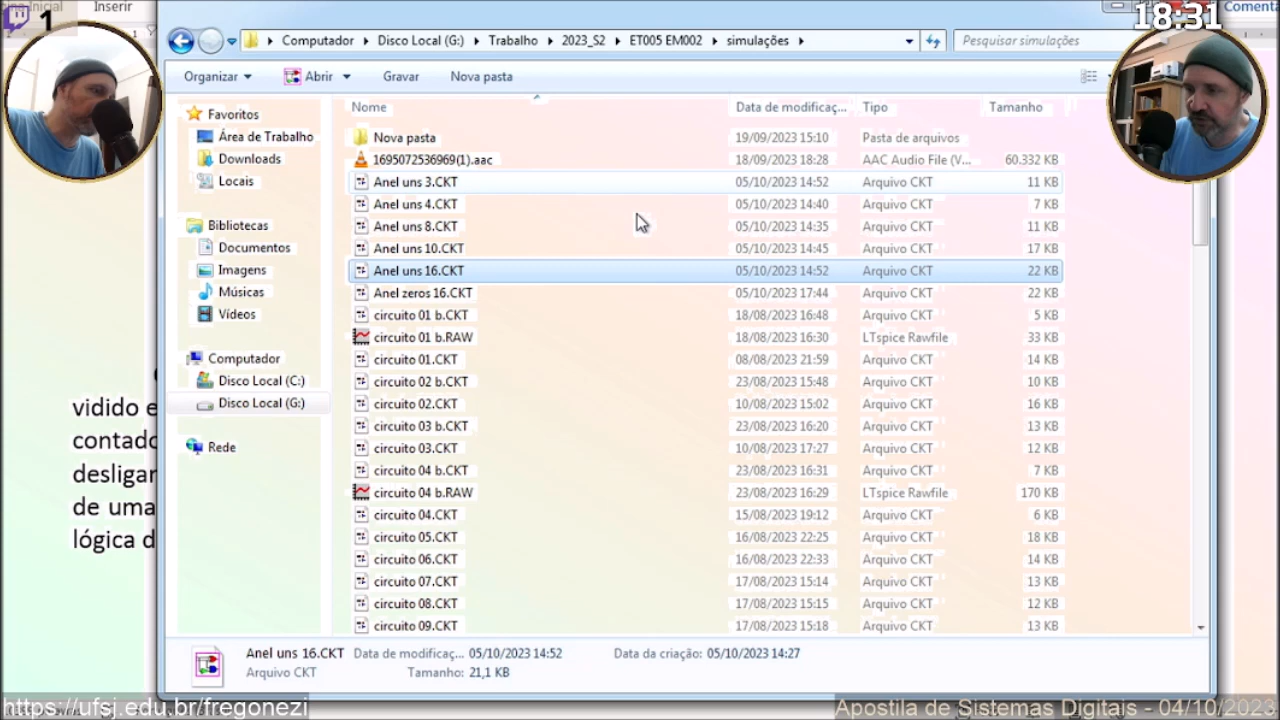 Inicial
Inserir
Comenta
1
18:31
Computador
Disco Local (G:)
Trabalho
2023_S2
ET005 EM002
simulações
Pesquisar simulações
Organizar
Abrir
Gravar
Nova pasta
Favoritos
Área de Trabalho
Downloads
Locais
Bibliotecas
Documentos
Imagens
Músicas
Vídeos
Computador
Disco Local (C:)
Disco Local (G:)
Rede
Nome Data de modificaç... Tipo Tamanho
Nova pasta 19/09/2023 15:10 Pasta de arquivos
1695072536969(1).aac 18/09/2023 18:28 AAC Audio File (V... 60.332 KB
Anel uns 3.CKT 05/10/2023 14:52 Arquivo CKT 11 KB
Anel uns 4.CKT 05/10/2023 14:40 Arquivo CKT 7 KB
Anel uns 8.CKT 05/10/2023 14:35 Arquivo CKT 11 KB
Anel uns 10.CKT 05/10/2023 14:45 Arquivo CKT 17 KB
Anel uns 16.CKT 05/10/2023 14:52 Arquivo CKT 22 KB
Anel zeros 16.CKT 05/10/2023 17:44 Arquivo CKT 22 KB
circuito 01 b.CKT 18/08/2023 16:48 Arquivo CKT 5 KB
circuito 01 b.RAW 18/08/2023 16:30 LTspice Rawfile 33 KB
circuito 01.CKT 08/08/2023 21:59 Arquivo CKT 14 KB
circuito 02 b.CKT 23/08/2023 15:48 Arquivo CKT 10 KB
circuito 02.CKT 10/08/2023 15:02 Arquivo CKT 16 KB
circuito 03 b.CKT 23/08/2023 16:20 Arquivo CKT 13 KB
circuito 03.CKT 10/08/2023 17:27 Arquivo CKT 12 KB
circuito 04 b.CKT 23/08/2023 16:31 Arquivo CKT 7 KB
circuito 04 b.RAW 23/08/2023 16:29 LTspice Rawfile 170 KB
circuito 04.CKT 15/08/2023 19:12 Arquivo CKT 6 KB
circuito 05.CKT 16/08/2023 22:25 Arquivo CKT 18 KB
circuito 06.CKT 16/08/2023 22:33 Arquivo CKT 14 KB
circuito 07.CKT 17/08/2023 15:14 Arquivo CKT 13 KB
circuito 08.CKT 17/08/2023 15:15 Arquivo CKT 12 KB
circuito 09.CKT 17/08/2023 15:18 Arquivo CKT 13 KB
vidido e
contado
desligar
de uma
lógica d
Anel uns 16.CKT Data de modificaç... 05/10/2023 14:52 Data da criação: 05/10/2023 14:27
Arquivo CKT Tamanho: 21,1 KB
https://ufsj.edu.br/fregonezi
Apostila de Sistemas Digitais - 04/10/2023